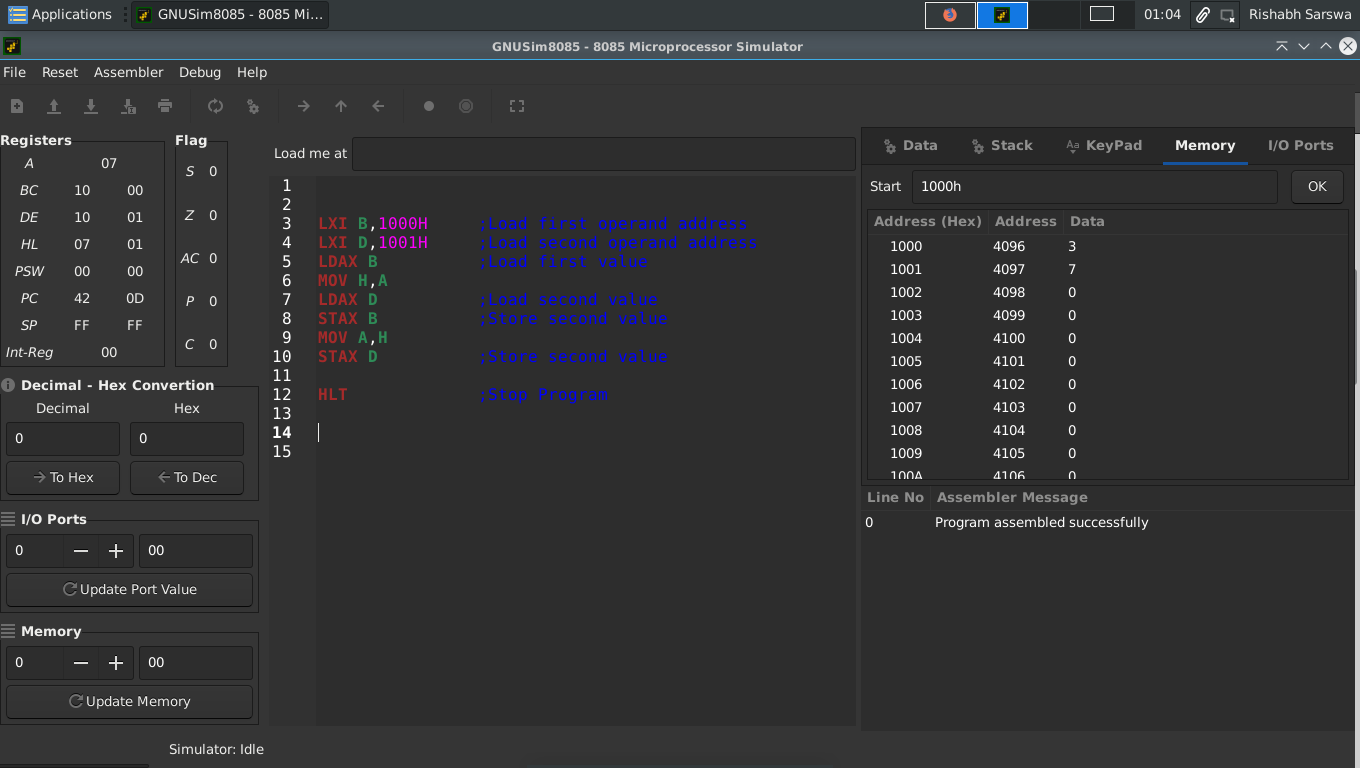 Applications
GNUSim8085 - 8085 Mi...
01:04
Rishabh Sarswa
GNUSim8085 - 8085 Microprocessor Simulator
File Reset Assembler Debug Help
Registers
A 07
BC 10 00
DE 10 01
HL 07 01
PSW 00 00
PC 42 0D
SP FF FF
Int-Reg 00
Flag
S 0
Z 0
AC 0
P 0
C 0
Decimal - Hex Convertion
Decimal Hex
0 0
To Hex To Dec
I/O Ports
0 00
Update Port Value
Memory
0 00
Update Memory
Load me at
1
2
3 LXI B,1000H ;Load first operand address
4 LXI D,1001H ;Load second operand address
5 LDAX B ;Load first value
6 MOV H,A
7 LDAX D ;Load second value
8 STAX B ;Store second value
9 MOV A,H
10 STAX D ;Store second value
11
12 HLT ;Stop Program
13
14
15
Data Stack KeyPad Memory I/O Ports
Start 1000h OK
Address (Hex) Address Data
1000 4096 3
1001 4097 7
1002 4098 0
1003 4099 0
1004 4100 0
1005 4101 0
1006 4102 0
1007 4103 0
1008 4104 0
1009 4105 0
100A 4106 0
Line No Assembler Message
0 Program assembled successfully
Simulator: Idle